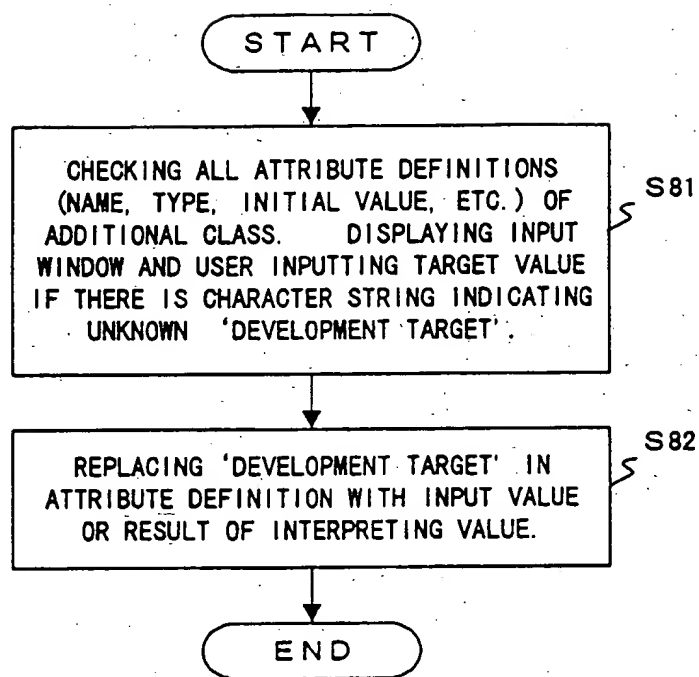 START
CHECKING ALL ATTRIBUTE DEFINITIONS
(NAME, TYPE, INITIAL VALUE, ETC.) OF
ADDITIONAL CLASS. DISPLAYING INPUT
WINDOW AND USER INPUTTING TARGET VALUE
IF THERE IS CHARACTER STRING INDICATING
UNKNOWN 'DEVELOPMENT TARGET'.
S81
REPLACING 'DEVELOPMENT TARGET' IN
ATTRIBUTE DEFINITION WITH INPUT VALUE
OR RESULT OF INTERPRETING VALUE.
S82
END